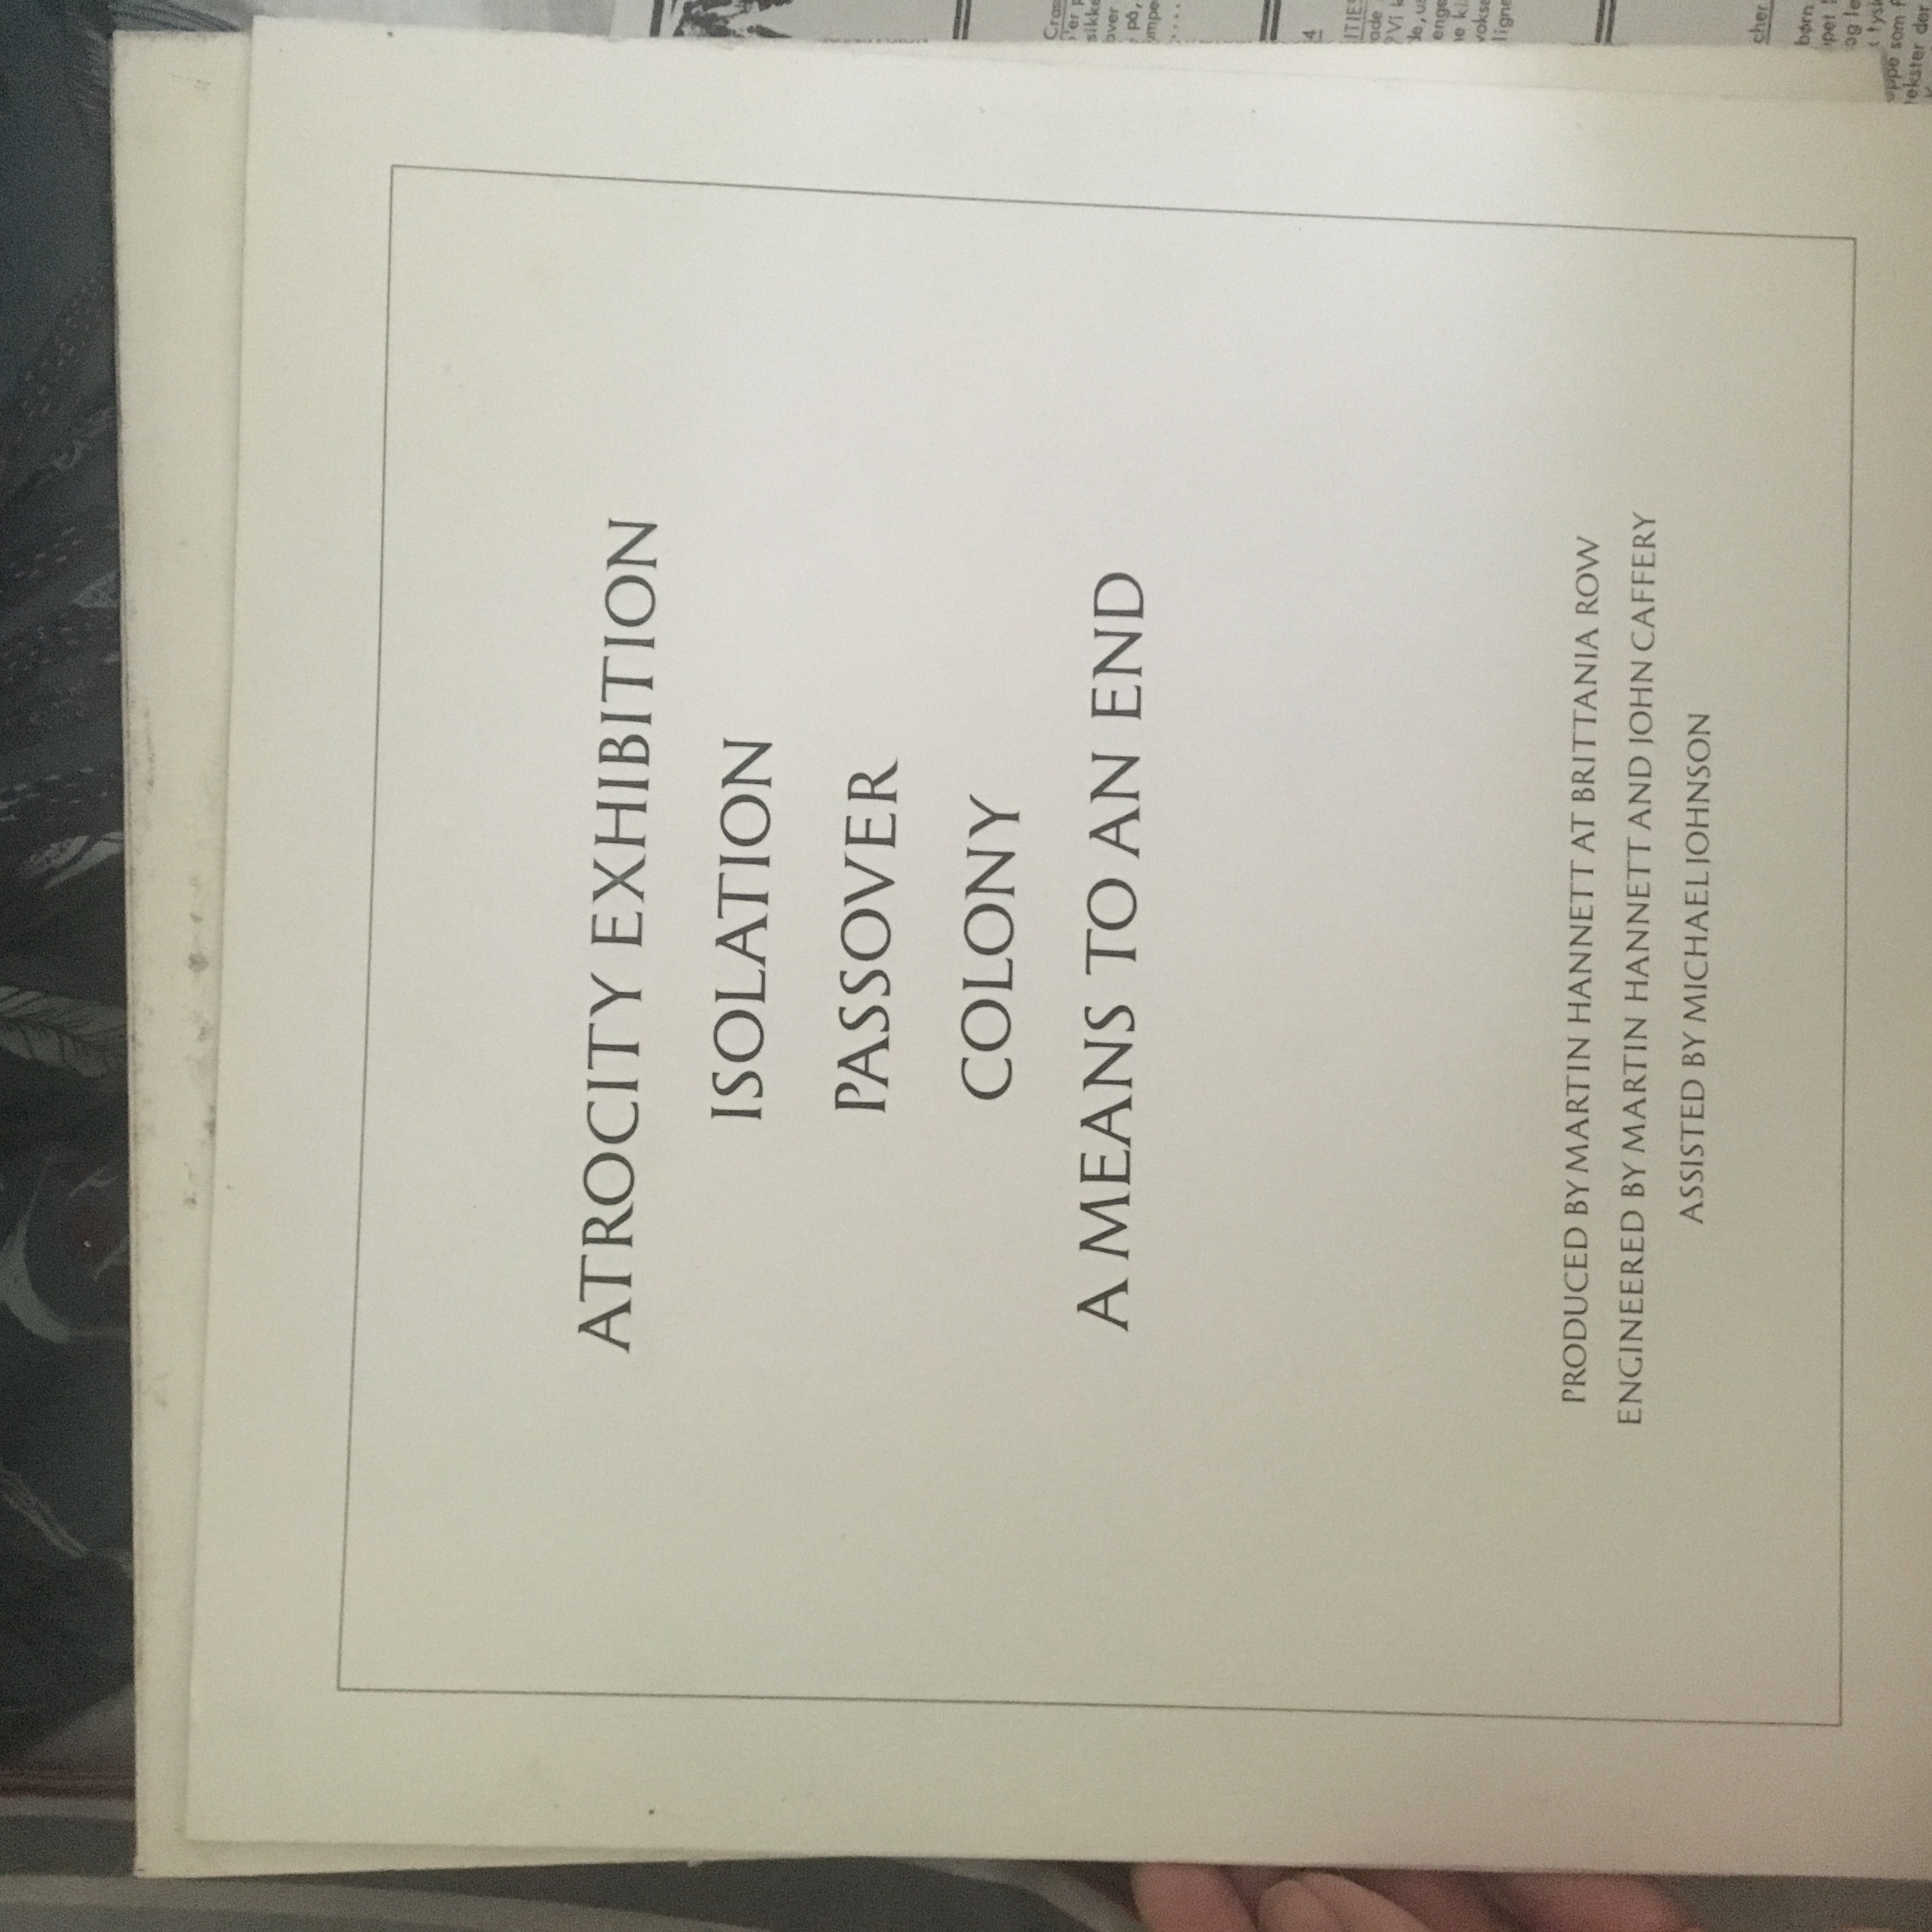 ATROCITY EXHIBITION
ISOLATION
PASSOVER
COLONY
A MEANS TO AN END
PRODUCED BY MARTIN HANNETT AT BRITTANIA ROW
ENGINEERED BY MARTIN HANNETT AND JOHN CAFFERY
ASSISTED BY MICHAEL JOHNSON